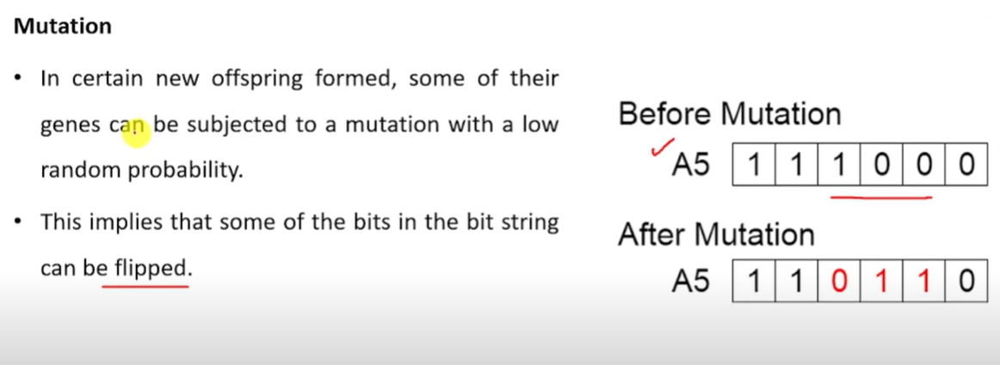 Mutation
• In certain new offspring formed, some of their
genes can be subjected to a mutation with a low
random probability.
• This implies that some of the bits in the bit string
can be flipped.
Before Mutation
A5 1 1 1 0 0 0
After Mutation
A5 1 1 0 1 1 0